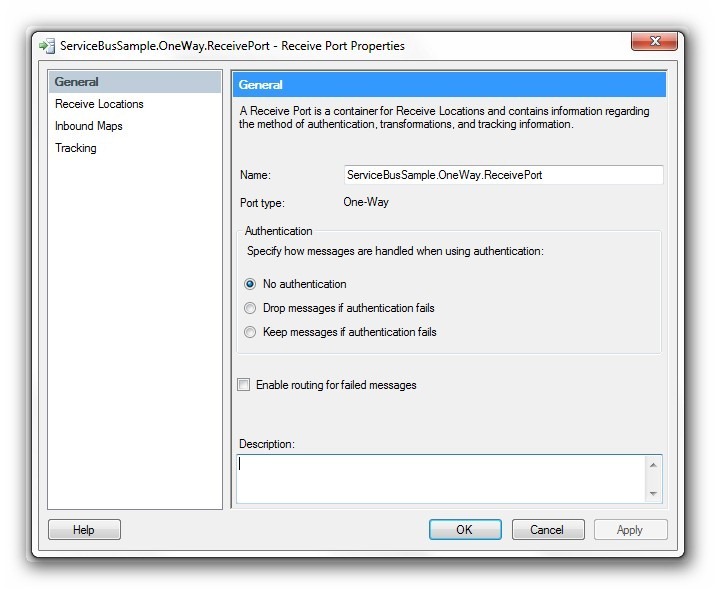 ServiceBusSample.OneWay.ReceivePort - Receive Port Properties
General
Receive Locations
Inbound Maps
Tracking
General
A Receive Port is a container for Receive Locations and contains information regarding
the method of authentication, transformations, and tracking information.
Name: ServiceBusSample.OneWay.ReceivePort
Port type: One-Way
Authentication
Specify how messages are handled when using authentication:
No authentication
Drop messages if authentication fails
Keep messages if authentication fails
Enable routing for failed messages
Description:
Help OK Cancel Apply